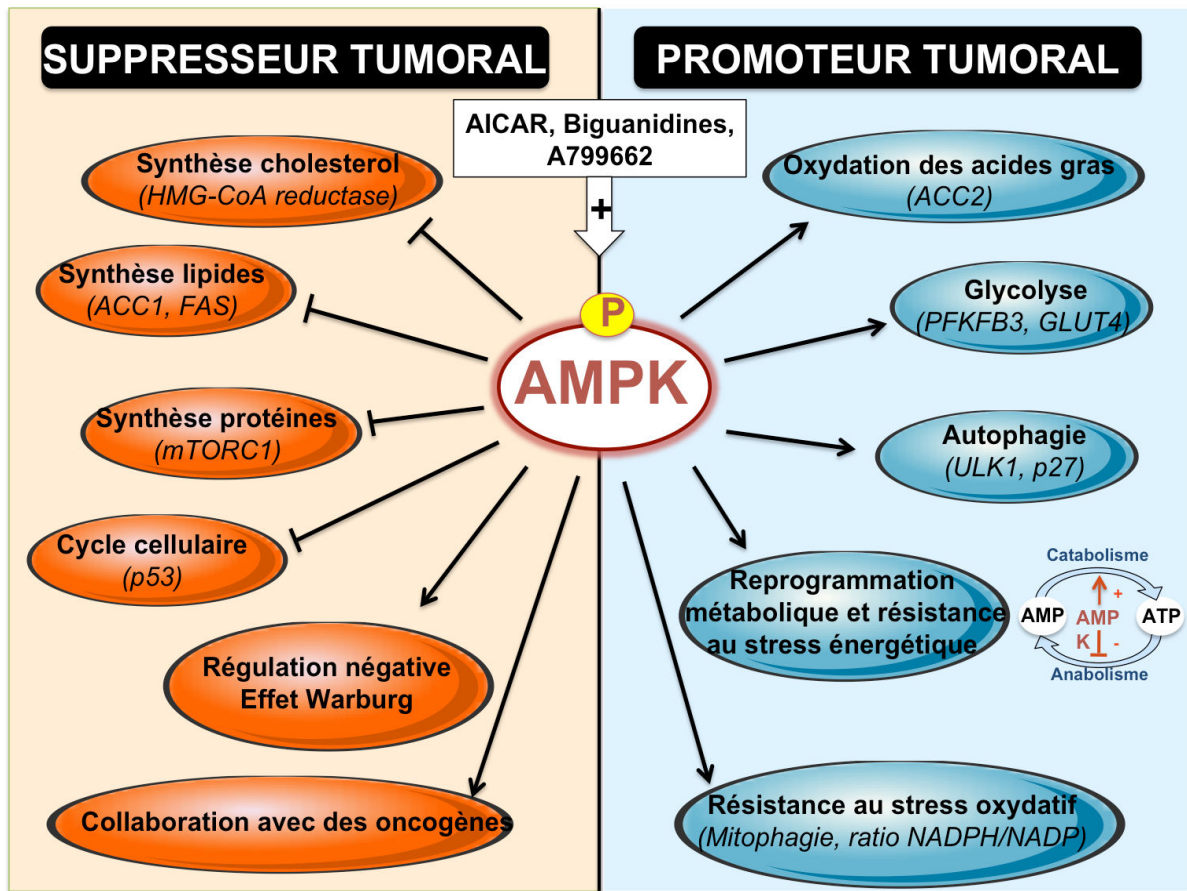 SUPPRESSEUR TUMORAL
PROMOTEUR TUMORAL
AICAR, Biguanidines,
A799662
+
P
AMPK
Synthèse cholesterol
(HMG-CoA reductase)
Synthèse lipides
(ACC1, FAS)
Synthèse protéines
(mTORC1)
Cycle cellulaire
(p53)
Régulation négative
Effet Warburg
Collaboration avec des oncogènes
Oxydation des acides gras
(ACC2)
Glycolyse
(PFKFB3, GLUT4)
Autophagie
(ULK1, p27)
Reprogrammation
métabolique et résistance
au stress énergétique
Catabolisme
+
AMP
AMP
K
ATP
-
Anabolisme
Résistance au stress oxydatif
(Mitophagie, ratio NADPH/NADP)